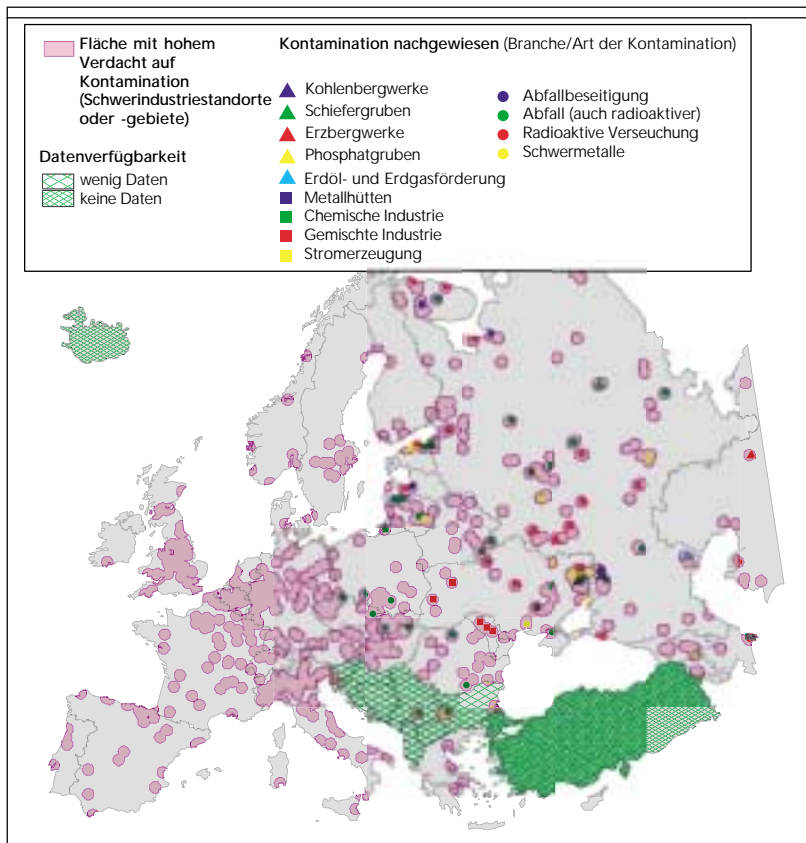 Fläche mit hohem
Verdacht auf
Kontamination
(Schwerindustriestandorte
oder -gebiete)
Datenverfügbarkeit
wenig Daten
keine Daten
Kontamination nachgewiesen (Branche/Art der Kontamination)
Kohlenbergwerke
Schiefergruben
Erzbergwerke
Phosphatgruben
Erdöl- und Erdgasförderung
Metallhütten
Chemische Industrie
Gemischte Industrie
Stromerzeugung
Abfallbeseitigung
Abfall (auch radioaktiver)
Radioaktive Verseuchung
Schwermetalle